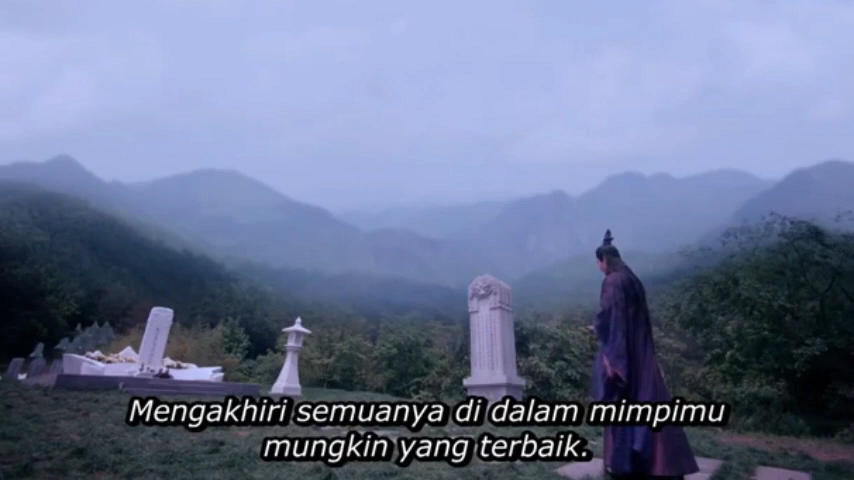 Mengakhiri semuanya di dalam mimpimu
mungkin yang terbaik.